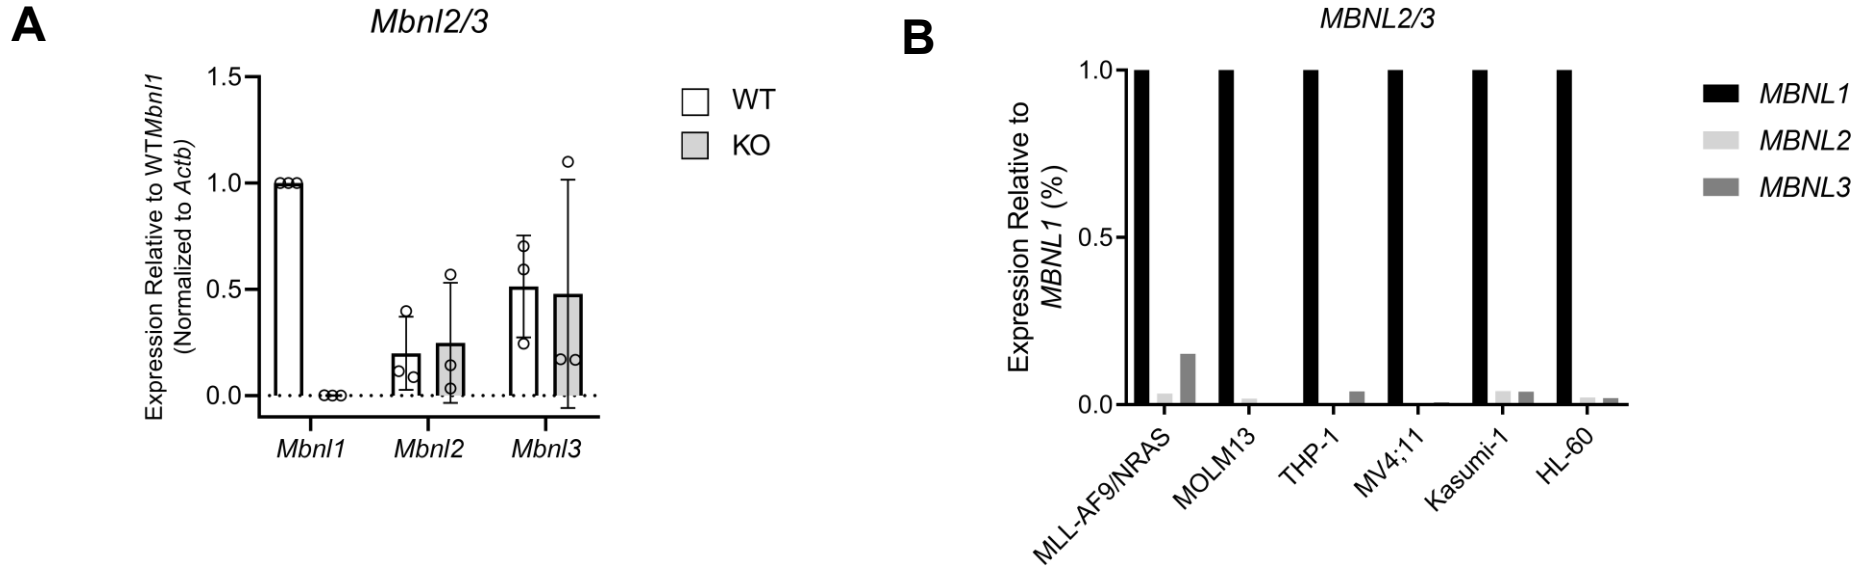 A
Mbnl2/3
Expression Relative to WTMbnl1
(Normalized to Actb)
1.5
1.0
0.5
0.0
Mbnl1 Mbnl2 Mbnl3
WT
KO
B
MBNL2/3
Expression Relative to
MBNL1 (%)
1.0
0.5
0.0
MLL-AF9/NRAS
MOLM13
THP-1
MV4;11
Kasumi-1
HL-60
MBNL1
MBNL2
MBNL3